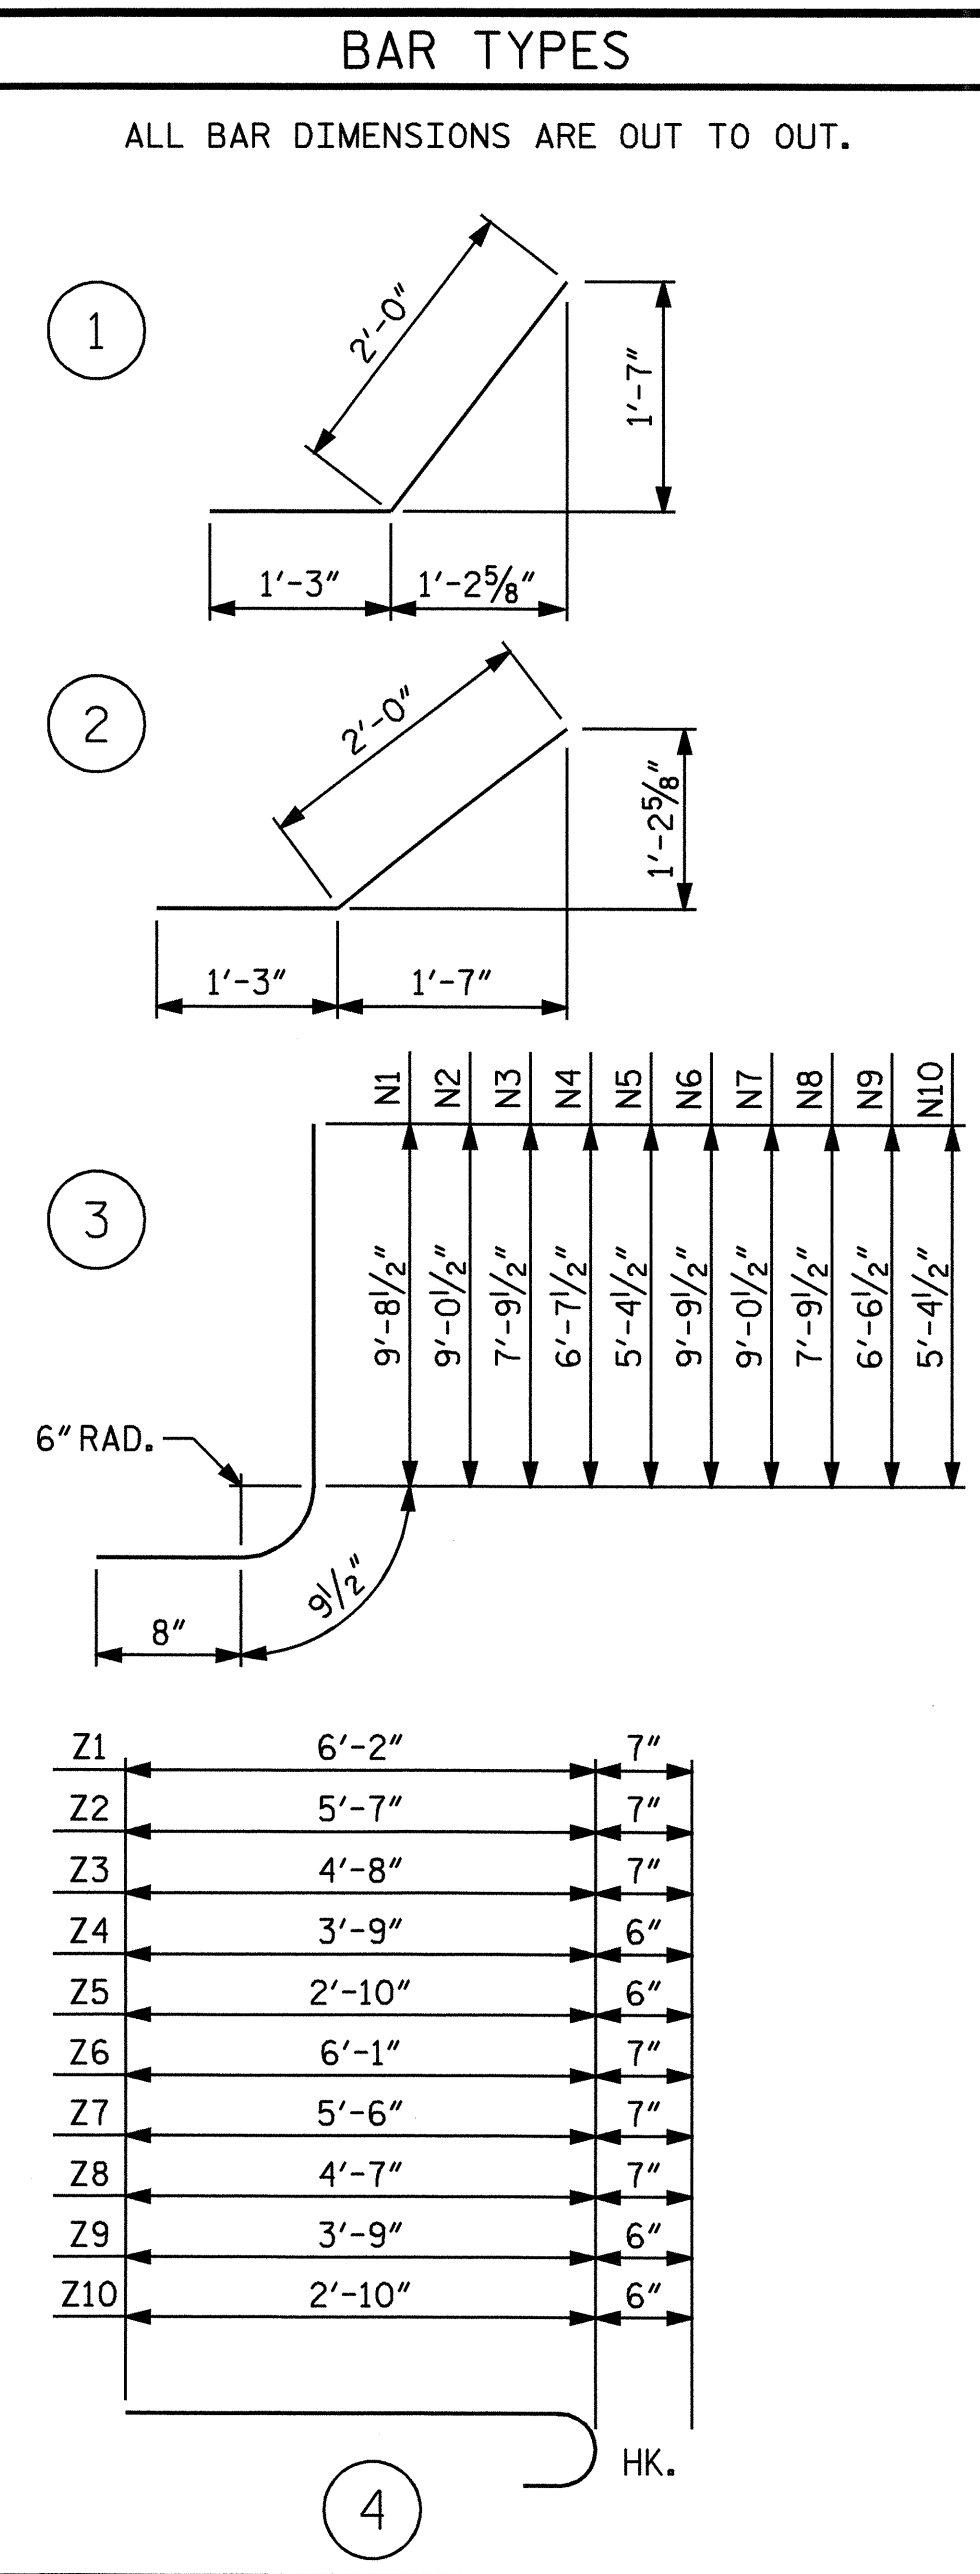 BAR TYPES
ALL BAR DIMENSIONS ARE OUT TO OUT.
1
2'-0"
1'-7"
1'-3" 1'-2⅝"
2
2'-0"
1'-2⅝"
1'-3" 1'-7"
N1 N2 N3 N4 N5 N6 N7 N8 N9 N10
3
9'-8½" 9'-0½" 7'-9½" 6'-7½" 5'-4½" 9'-9½" 9'-0½" 7'-9½" 6'-6½" 5'-4½"
6" RAD.
9½"
8"
Z1 6'-2" 7"
Z2 5'-7" 7"
Z3 4'-8" 7"
Z4 3'-9" 6"
Z5 2'-10" 6"
Z6 6'-1" 7"
Z7 5'-6" 7"
Z8 4'-7" 7"
Z9 3'-9" 6"
Z10 2'-10" 6"
HK.
4